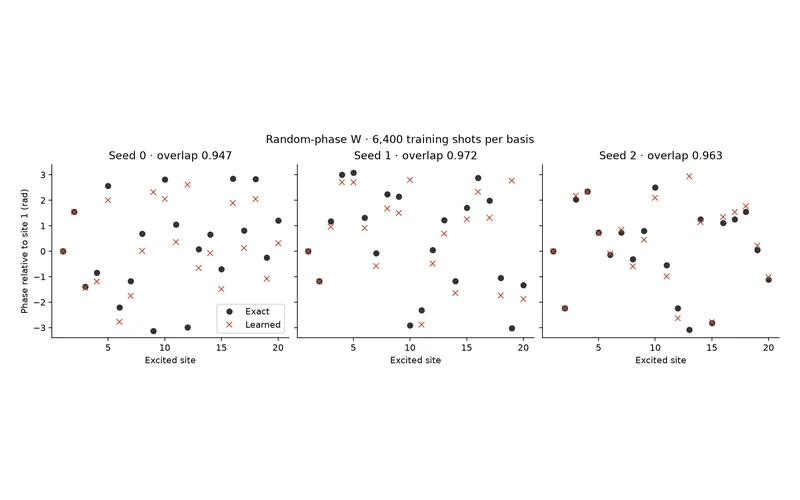 Random-phase W · 6,400 training shots per basis
Seed 0 · overlap 0.947
Seed 1 · overlap 0.972
Seed 2 · overlap 0.963
Phase relative to site 1 (rad)
3
2
1
0
−1
−2
−3
Exact
Learned
5 10 15 20
5 10 15 20
5 10 15 20
Excited site
Excited site
Excited site